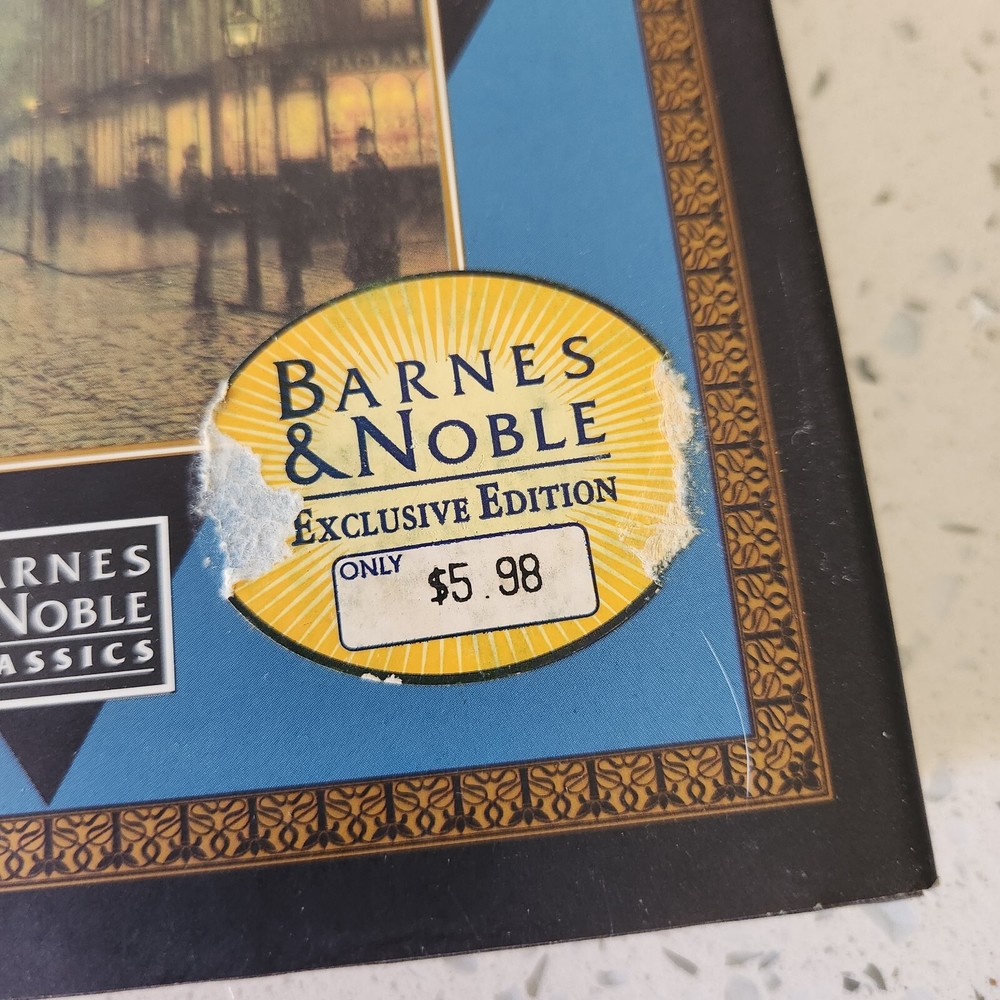 BARNES
& NOBLE
EXCLUSIVE EDITION
ONLY $5.98
ARNES
NOBLE
ASSICS